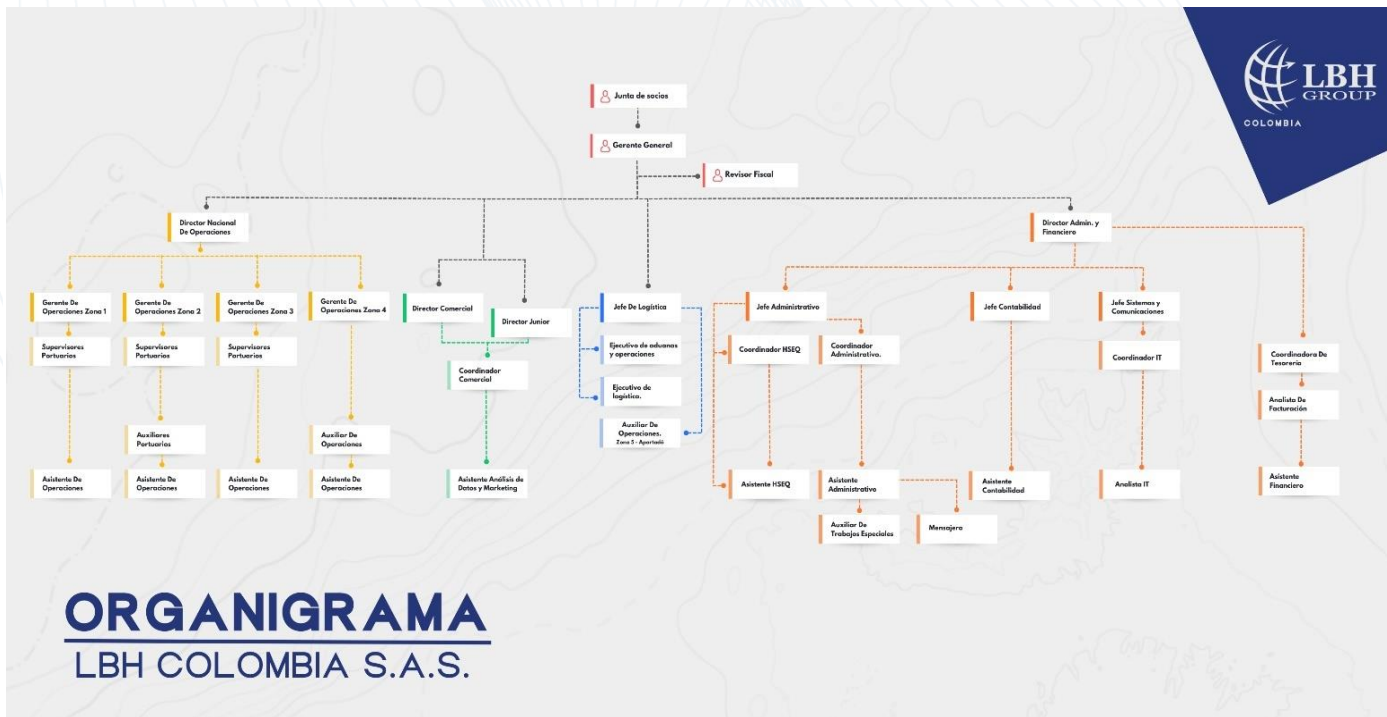 LBH
GROUP
COLOMBIA
Junta de socios
Gerente General
Revisor Fiscal
Director Nacional
De Operaciones
Director Admin. y
Financiero
Gerente De
Operaciones Zona 1
Gerente De
Operaciones Zona 2
Gerente De
Operaciones Zona 3
Gerente De
Operaciones Zona 4
Director Comercial
Director Junior
Jefe De Logística
Jefe Administrativo
Jefe Contabilidad
Jefe Sistemas y
Comunicaciones
Supervisores
Portuarios
Supervisores
Portuarios
Supervisores
Portuarios
Ejecutivo de aduanas
y operaciones
Coordinador HSEQ
Coordinador
Administrativo.
Coordinador IT
Coordinadora De
Tesorería
Coordinador
Comercial
Ejecutivo de
logística.
Analista De
Facturación
Auxiliares
Portuarios
Auxiliar De
Operaciones
Auxiliar De
Operaciones.
Zona 5 - Apartadó
Asistente De
Operaciones
Asistente De
Operaciones
Asistente De
Operaciones
Asistente De
Operaciones
Asistente Análisis de
Datos y Marketing
Asistente HSEQ
Asistente
Administrativo
Asistente
Contabilidad
Analista IT
Asistente
Financiero
Auxiliar De
Trabajos Especiales
Mensajero
ORGANIGRAMA
LBH COLOMBIA S.A.S.